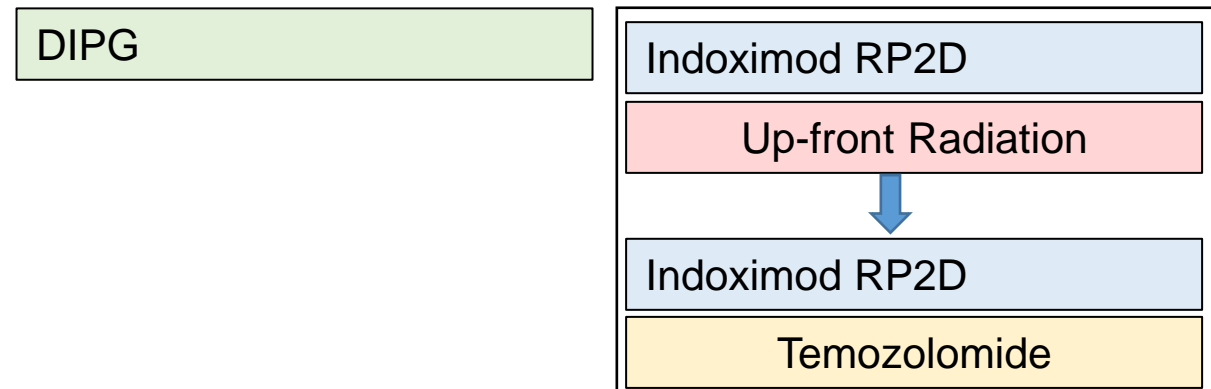 DIPG
Indoximod RP2D
Up-front Radiation
Indoximod RP2D
Temozolomide